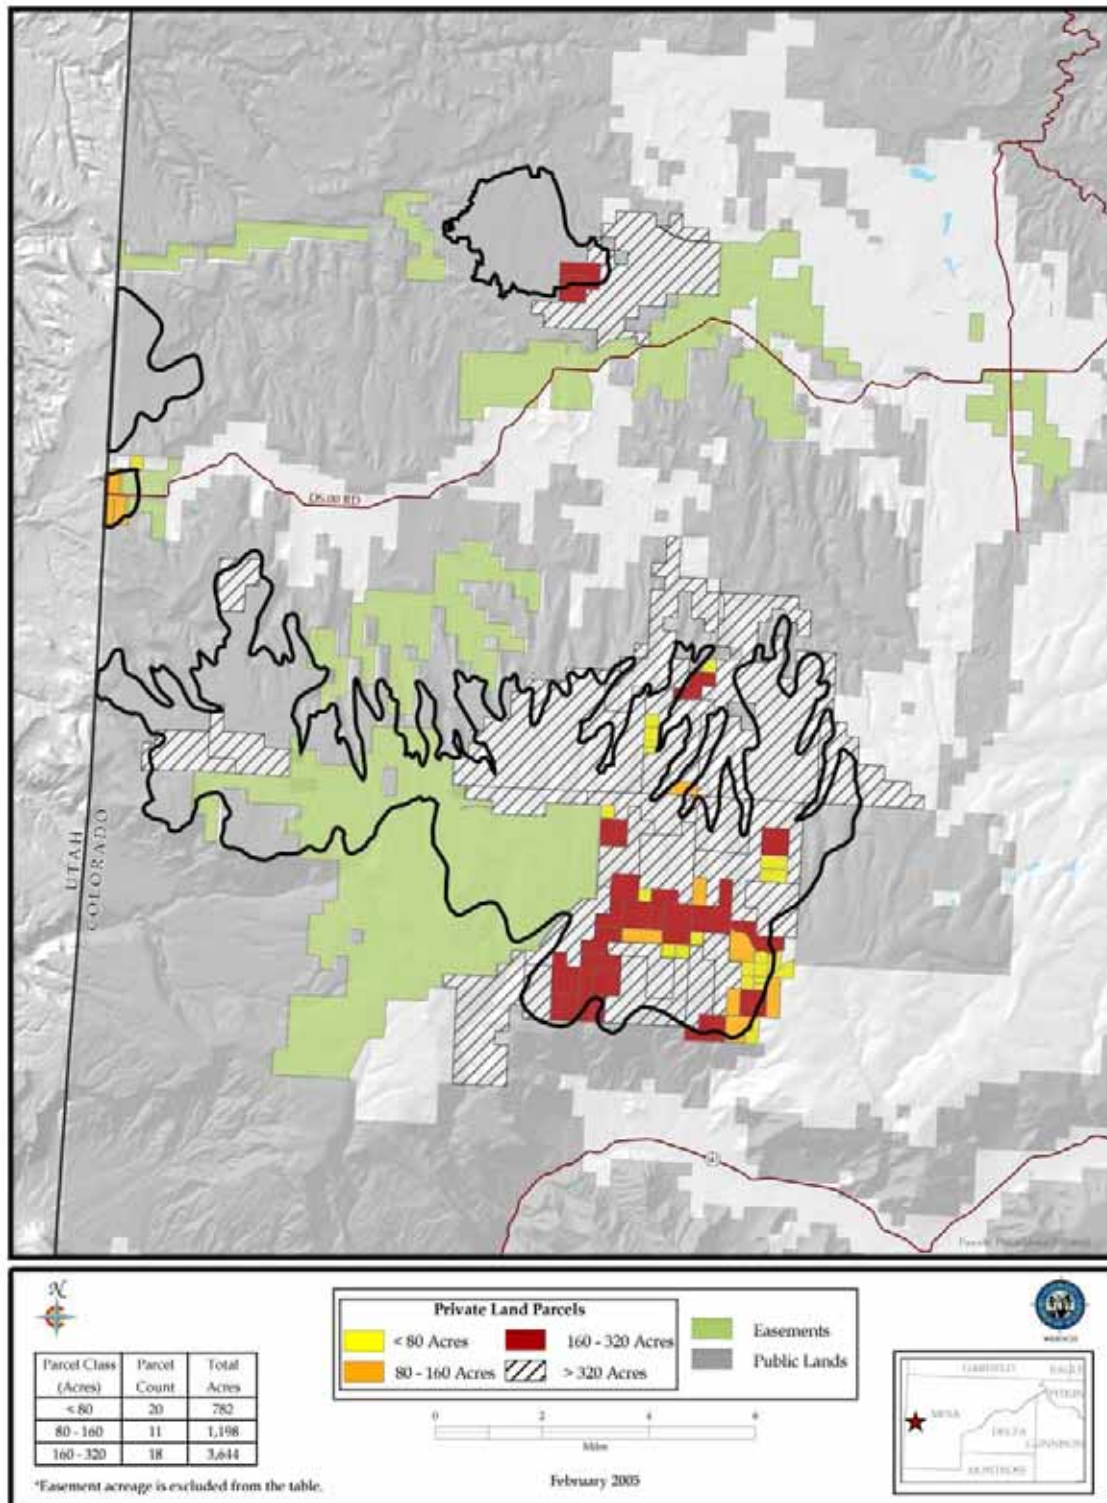 DS.00 RD
UTAH
COLORADO
N
Parcel Class (Acres) Parcel Count Total Acres
< 80 20 782
80 - 160 11 1,198
160 - 320 18 3,644
*Easement acreage is excluded from the table.
Private Land Parcels
< 80 Acres 160 - 320 Acres
80 - 160 Acres > 320 Acres
Easements
Public Lands
0 2 4 6
Miles
February 2005
GARFIELD EAGLE
PITKIN
MESA
DELTA
GUNNISON
MONTROSE